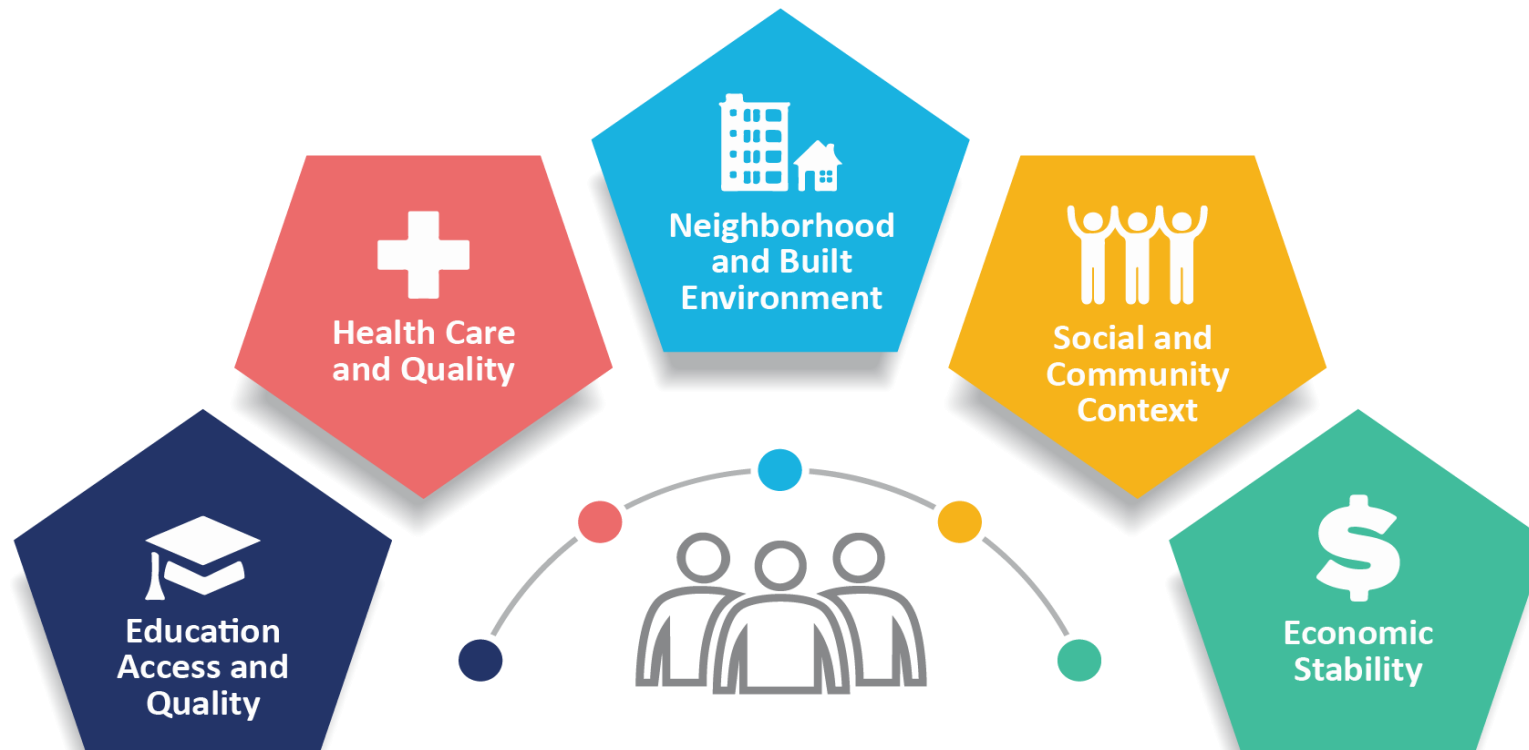 Education
Access and
Quality
Health Care
and Quality
Neighborhood
and Built
Environment
Social and
Community
Context
$
Economic
Stability